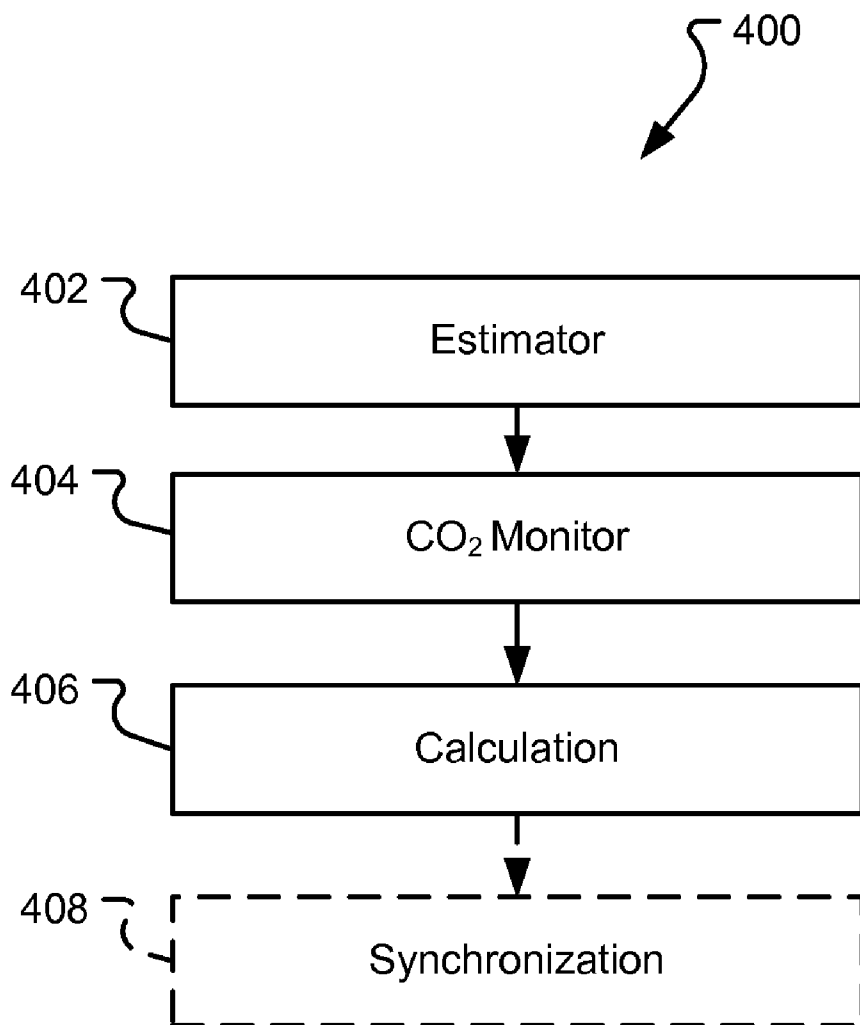 400
402
Estimator
404
CO₂ Monitor
406
Calculation
408
Synchronization